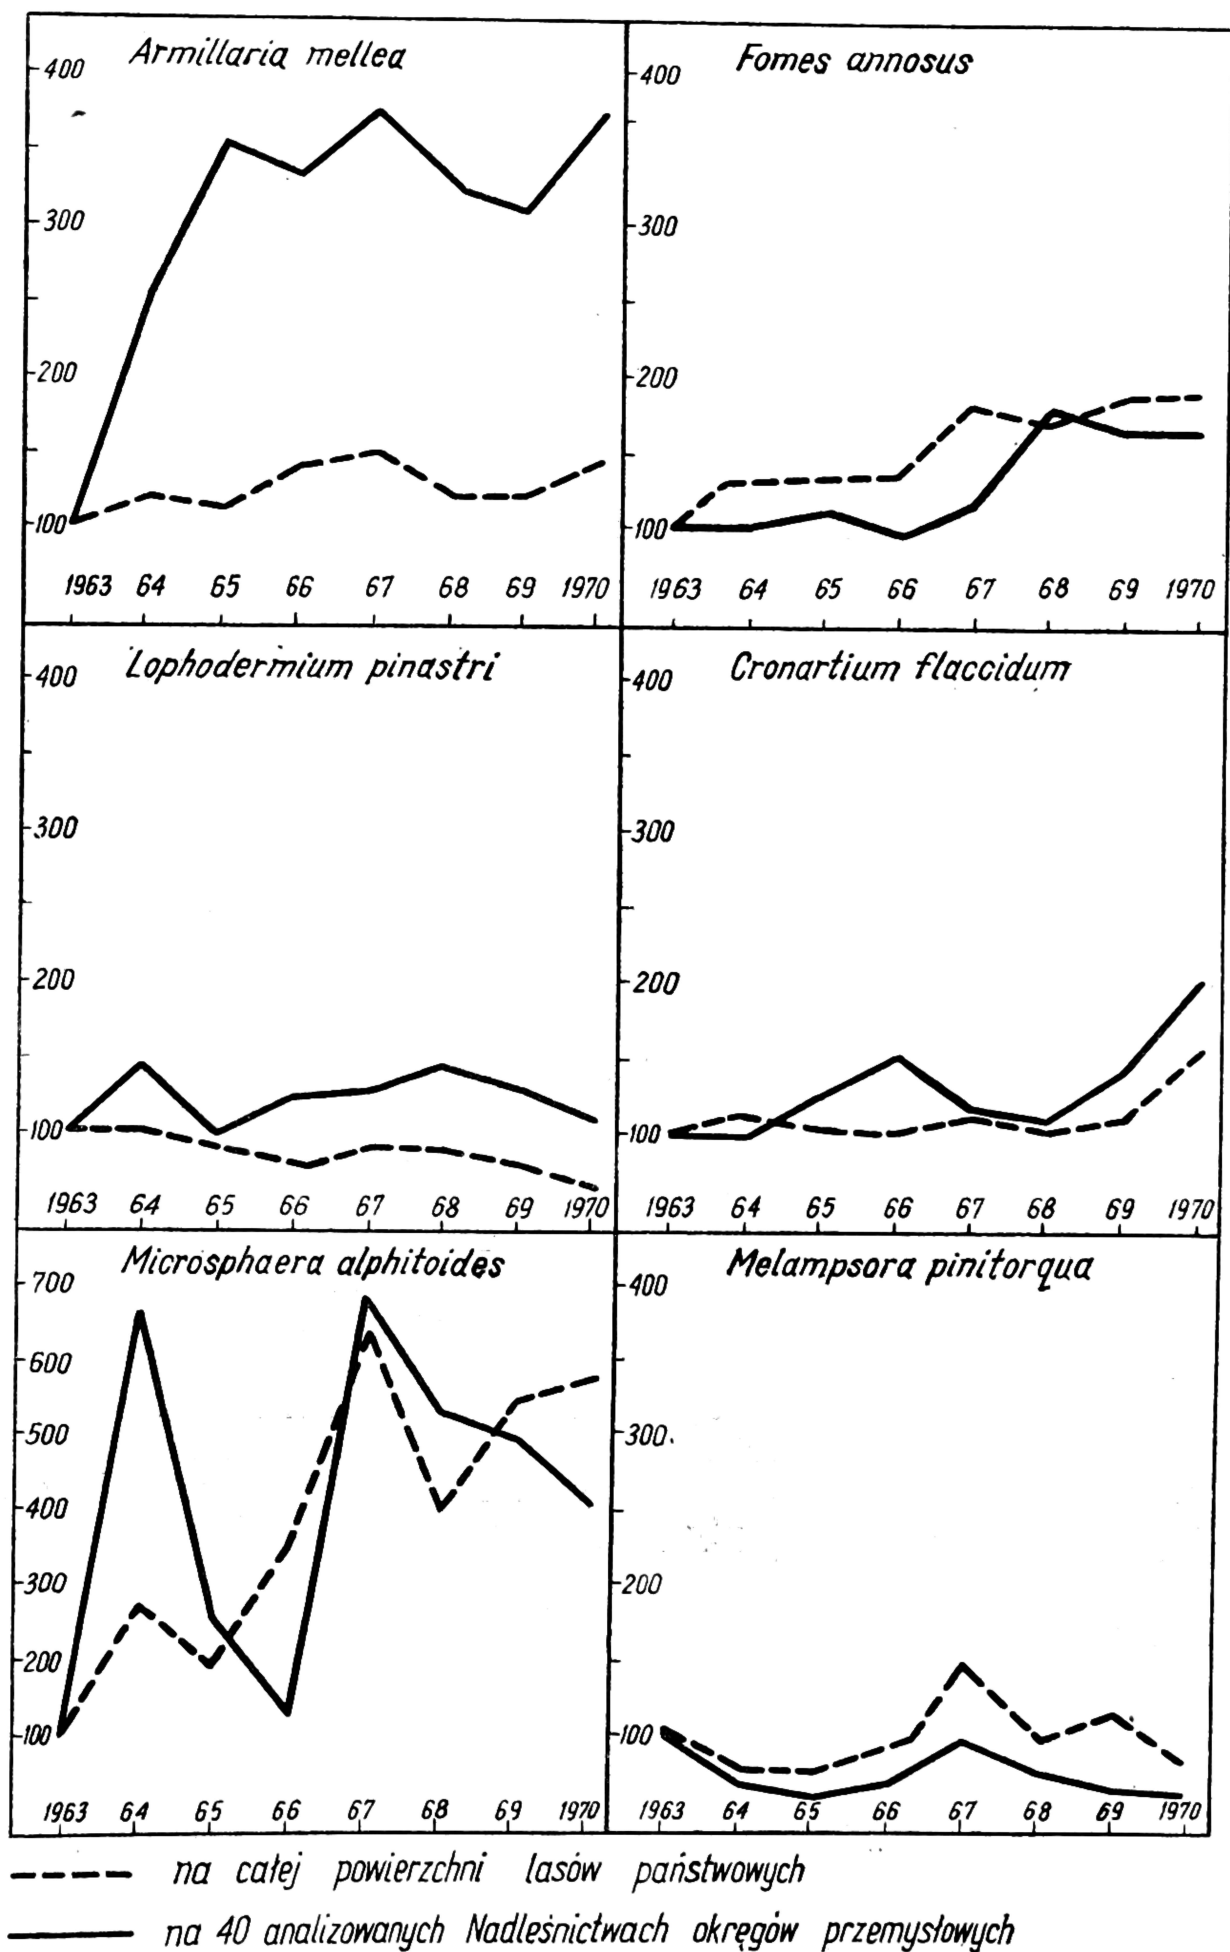 Armillaria mellea
400
300
200
100
1963 64 65 66 67 68 69 1970
Fomes annosus
400
300
200
100
1963 64 65 66 67 68 69 1970
Lophodermium pinastri
400
300
200
100
1963 64 65 66 67 68 69 1970
Cronartium flaccidum
400
300
200
100
1963 64 65 66 67 68 69 1970
Microsphaera alphitoides
700
600
500
400
300
200
100
1963 64 65 66 67 68 69 1970
Melampsora pinitorqua
400
300
200
100
1963 64 65 66 67 68 69 1970
na całej powierzchni lasów państwowych
na 40 analizowanych Nadleśnictwach okręgów przemysłowych